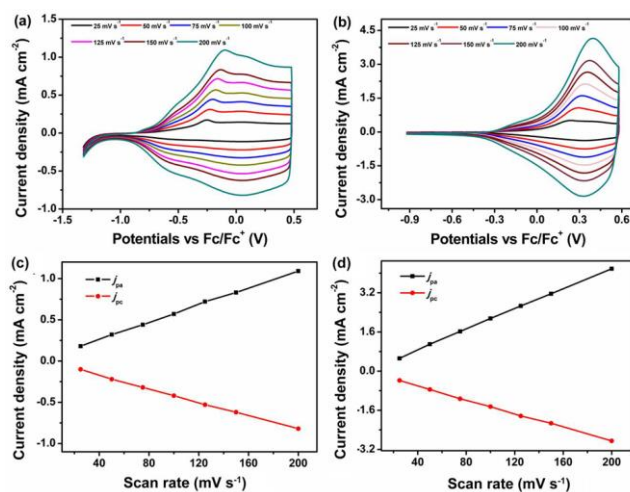 (a)
25 mV s⁻¹ 50 mV s⁻¹ 75 mV s⁻¹ 100 mV s⁻¹
125 mV s⁻¹ 150 mV s⁻¹ 200 mV s⁻¹
Current density (mA cm⁻²)
1.5
1.0
0.5
0.0
-0.5
-1.0
-1.5 -1.0 -0.5 0.0 0.5
Potentials vs Fc/Fc⁺ (V)
(b)
25 mV s⁻¹ 50 mV s⁻¹ 75 mV s⁻¹ 100 mV s⁻¹
125 mV s⁻¹ 150 mV s⁻¹ 200 mV s⁻¹
Current density (mA cm⁻²)
4.5
3.0
1.5
0.0
-1.5
-3.0
-0.9 -0.6 -0.3 0.0 0.3 0.6
Potentials vs Fc/Fc⁺ (V)
(c)
jpa
jpc
Current density (mA cm⁻²)
1.0
0.5
0.0
-0.5
-1.0
40 80 120 160 200
Scan rate (mV s⁻¹)
(d)
jpa
jpc
Current density (mA cm⁻²)
3.2
1.6
0.0
-1.6
-3.2
40 80 120 160 200
Scan rate (mV s⁻¹)